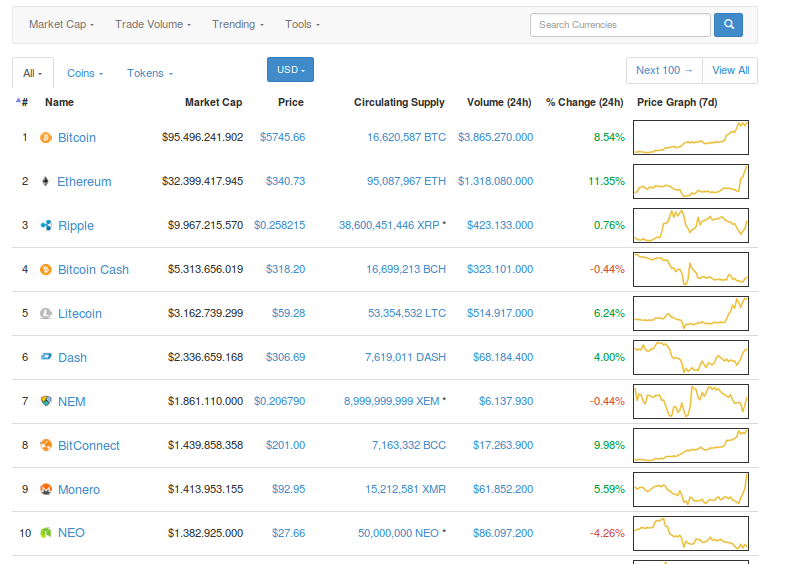 Market Cap Trade Volume Trending Tools Search Currencies
All Coins Tokens USD Next 100 → View All
# Name Market Cap Price Circulating Supply Volume (24h) % Change (24h) Price Graph (7d)
1 Bitcoin $95.496.241.902 $5745.66 16,620,587 BTC $3.865.270.000 8.54%
2 Ethereum $32.399.417.945 $340.73 95,087,967 ETH $1.318.080.000 11.35%
3 Ripple $9.967.215.570 $0.258215 38,600,451,446 XRP * $423.133.000 0.76%
4 Bitcoin Cash $5.313.656.019 $318.20 16,699,213 BCH $323.101.000 -0.44%
5 Litecoin $3.162.739.299 $59.28 53,354,532 LTC $514.917.000 6.24%
6 Dash $2.336.659.168 $306.69 7,619,011 DASH $68.184.400 4.00%
7 NEM $1.861.110.000 $0.206790 8,999,999,999 XEM * $6.137.930 -0.44%
8 BitConnect $1.439.858.358 $201.00 7,163,332 BCC $17.263.900 9.98%
9 Monero $1.413.953.155 $92.95 15,212,581 XMR $61.852.200 5.59%
10 NEO $1.382.925.000 $27.66 50,000,000 NEO * $86.097.200 -4.26%